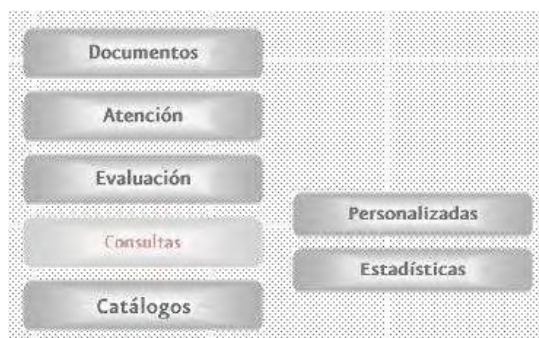 Documentos
Atención
Evaluación
Consultas
Catálogos
Personalizadas
Estadísticas